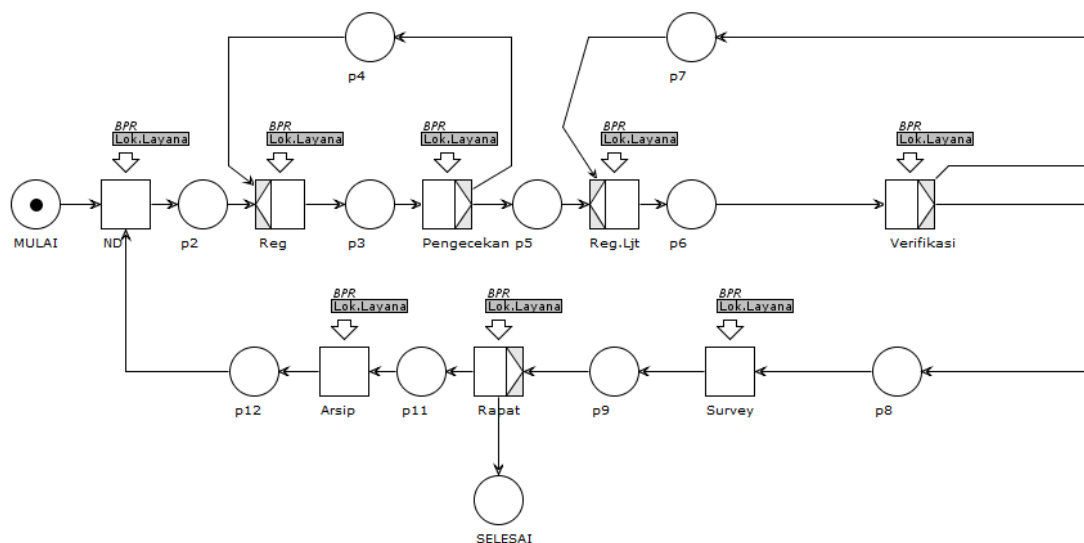 p4
p7
BPR
Lok.Layana
BPR
Lok.Layana
BPR
Lok.Layana
BPR
Lok.Layana
BPR
Lok.Layana
MULAI
ND
p2
Reg
p3
Pengecekan
p5
Reg.Ljt
p6
Verifikasi
BPR
Lok.Layana
BPR
Lok.Layana
BPR
Lok.Layana
p12
Arsip
p11
Rapat
p9
Survey
p8
SELESAI